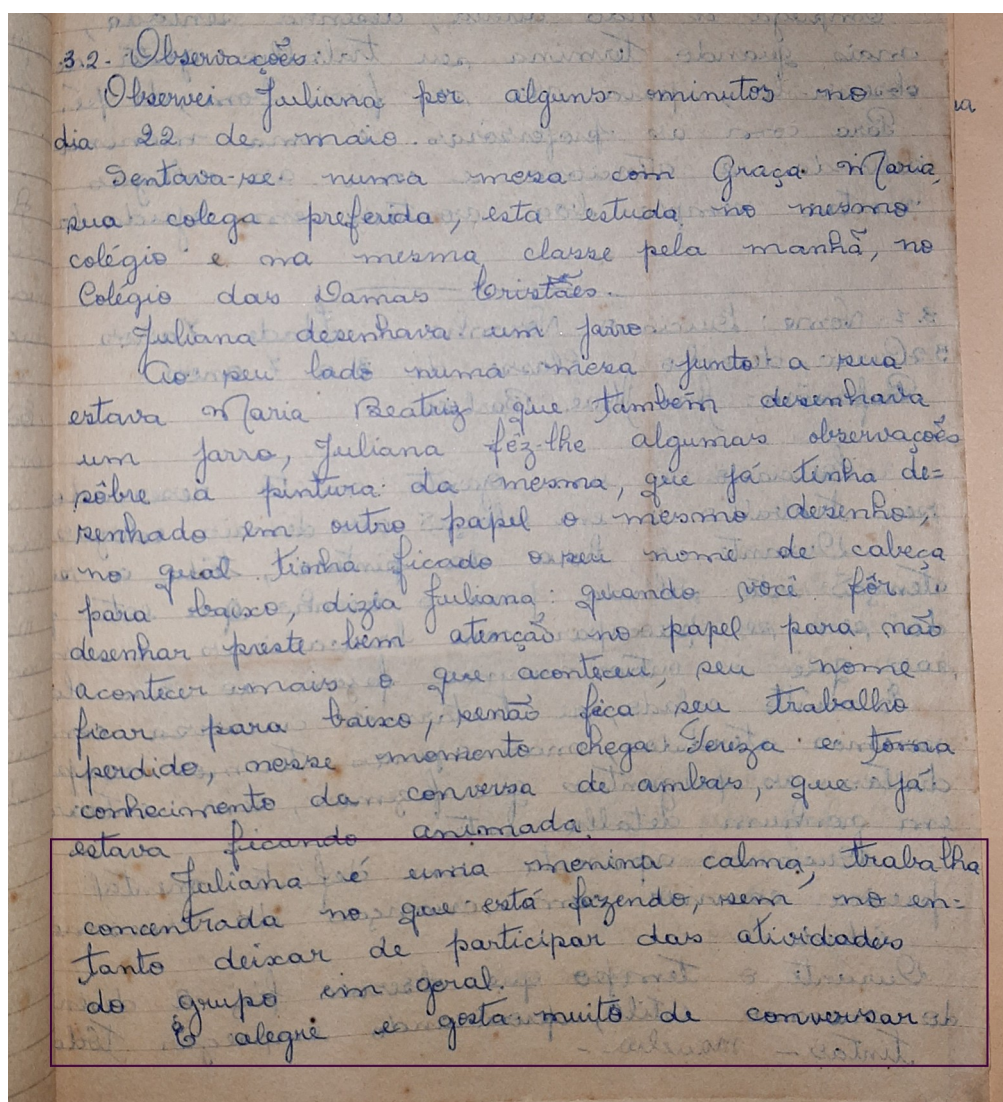 3.2- Observações:
Observei Juliana por alguns minutos no
dia 22 de maio.
Sentava-se numa mesa com Graça Maria,
sua colega preferida, esta estuda no mesmo
colégio e na mesma classe pela manhã, no
Colégio das Damas Cristães.
Juliana desenhava um jarro
Ao seu lado numa mesa junto a sua
estava Maria Beatriz que também desenhava
um jarro, Juliana fêz-lhe algumas observações
sôbre a pintura da mesma, que já tinha de=
senhado em outro papel o mesmo desenho,
no qual tinha ficado o seu nome de cabeça
para baixo, dizia Juliana: quando você fôr
desenhar preste bem atenção no papel para não
acontecer mais o que aconteceu, seu nome
ficar para baixo, senão fica seu trabalho
perdido, nesse momento chega Tereza e toma
conhecimento da conversa de ambas, que já
estava ficando animada.
Juliana é uma menina calma, trabalha
concentrada no que está fazendo, sem no en=
tanto deixar de participar das atividades
do grupo em geral.
É alegre e gosta muito de conversar